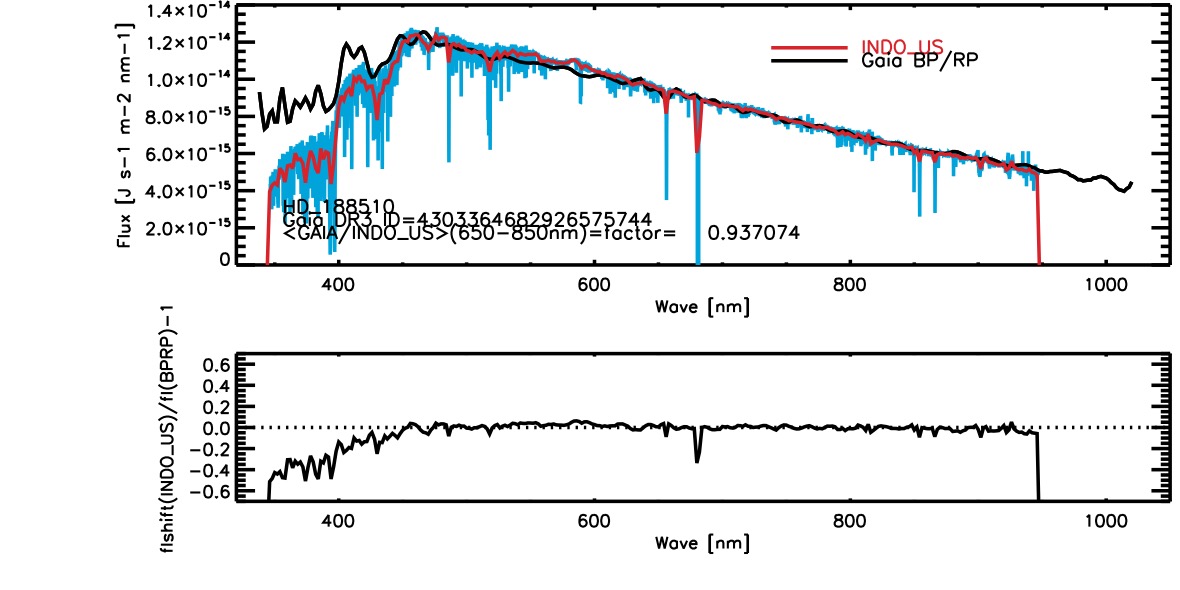 1.4×10⁻¹⁴
1.2×10⁻¹⁴
1.0×10⁻¹⁴
8.0×10⁻¹⁵
6.0×10⁻¹⁵
4.0×10⁻¹⁵
2.0×10⁻¹⁵
0
Flux [J s−1 m−2 nm−1]
INDO_US
Gaia BP/RP
HD_188510
Gaia DR3 ID=4303364682926575744
<GAIA/INDO_US>(650−850nm)=factor= 0.937074
400 600 800 1000
Wave [nm]
flshift(INDO_US)/fl(BPRP)−1
0.6
0.4
0.2
0.0
−0.2
−0.4
−0.6
400 600 800 1000
Wave [nm]